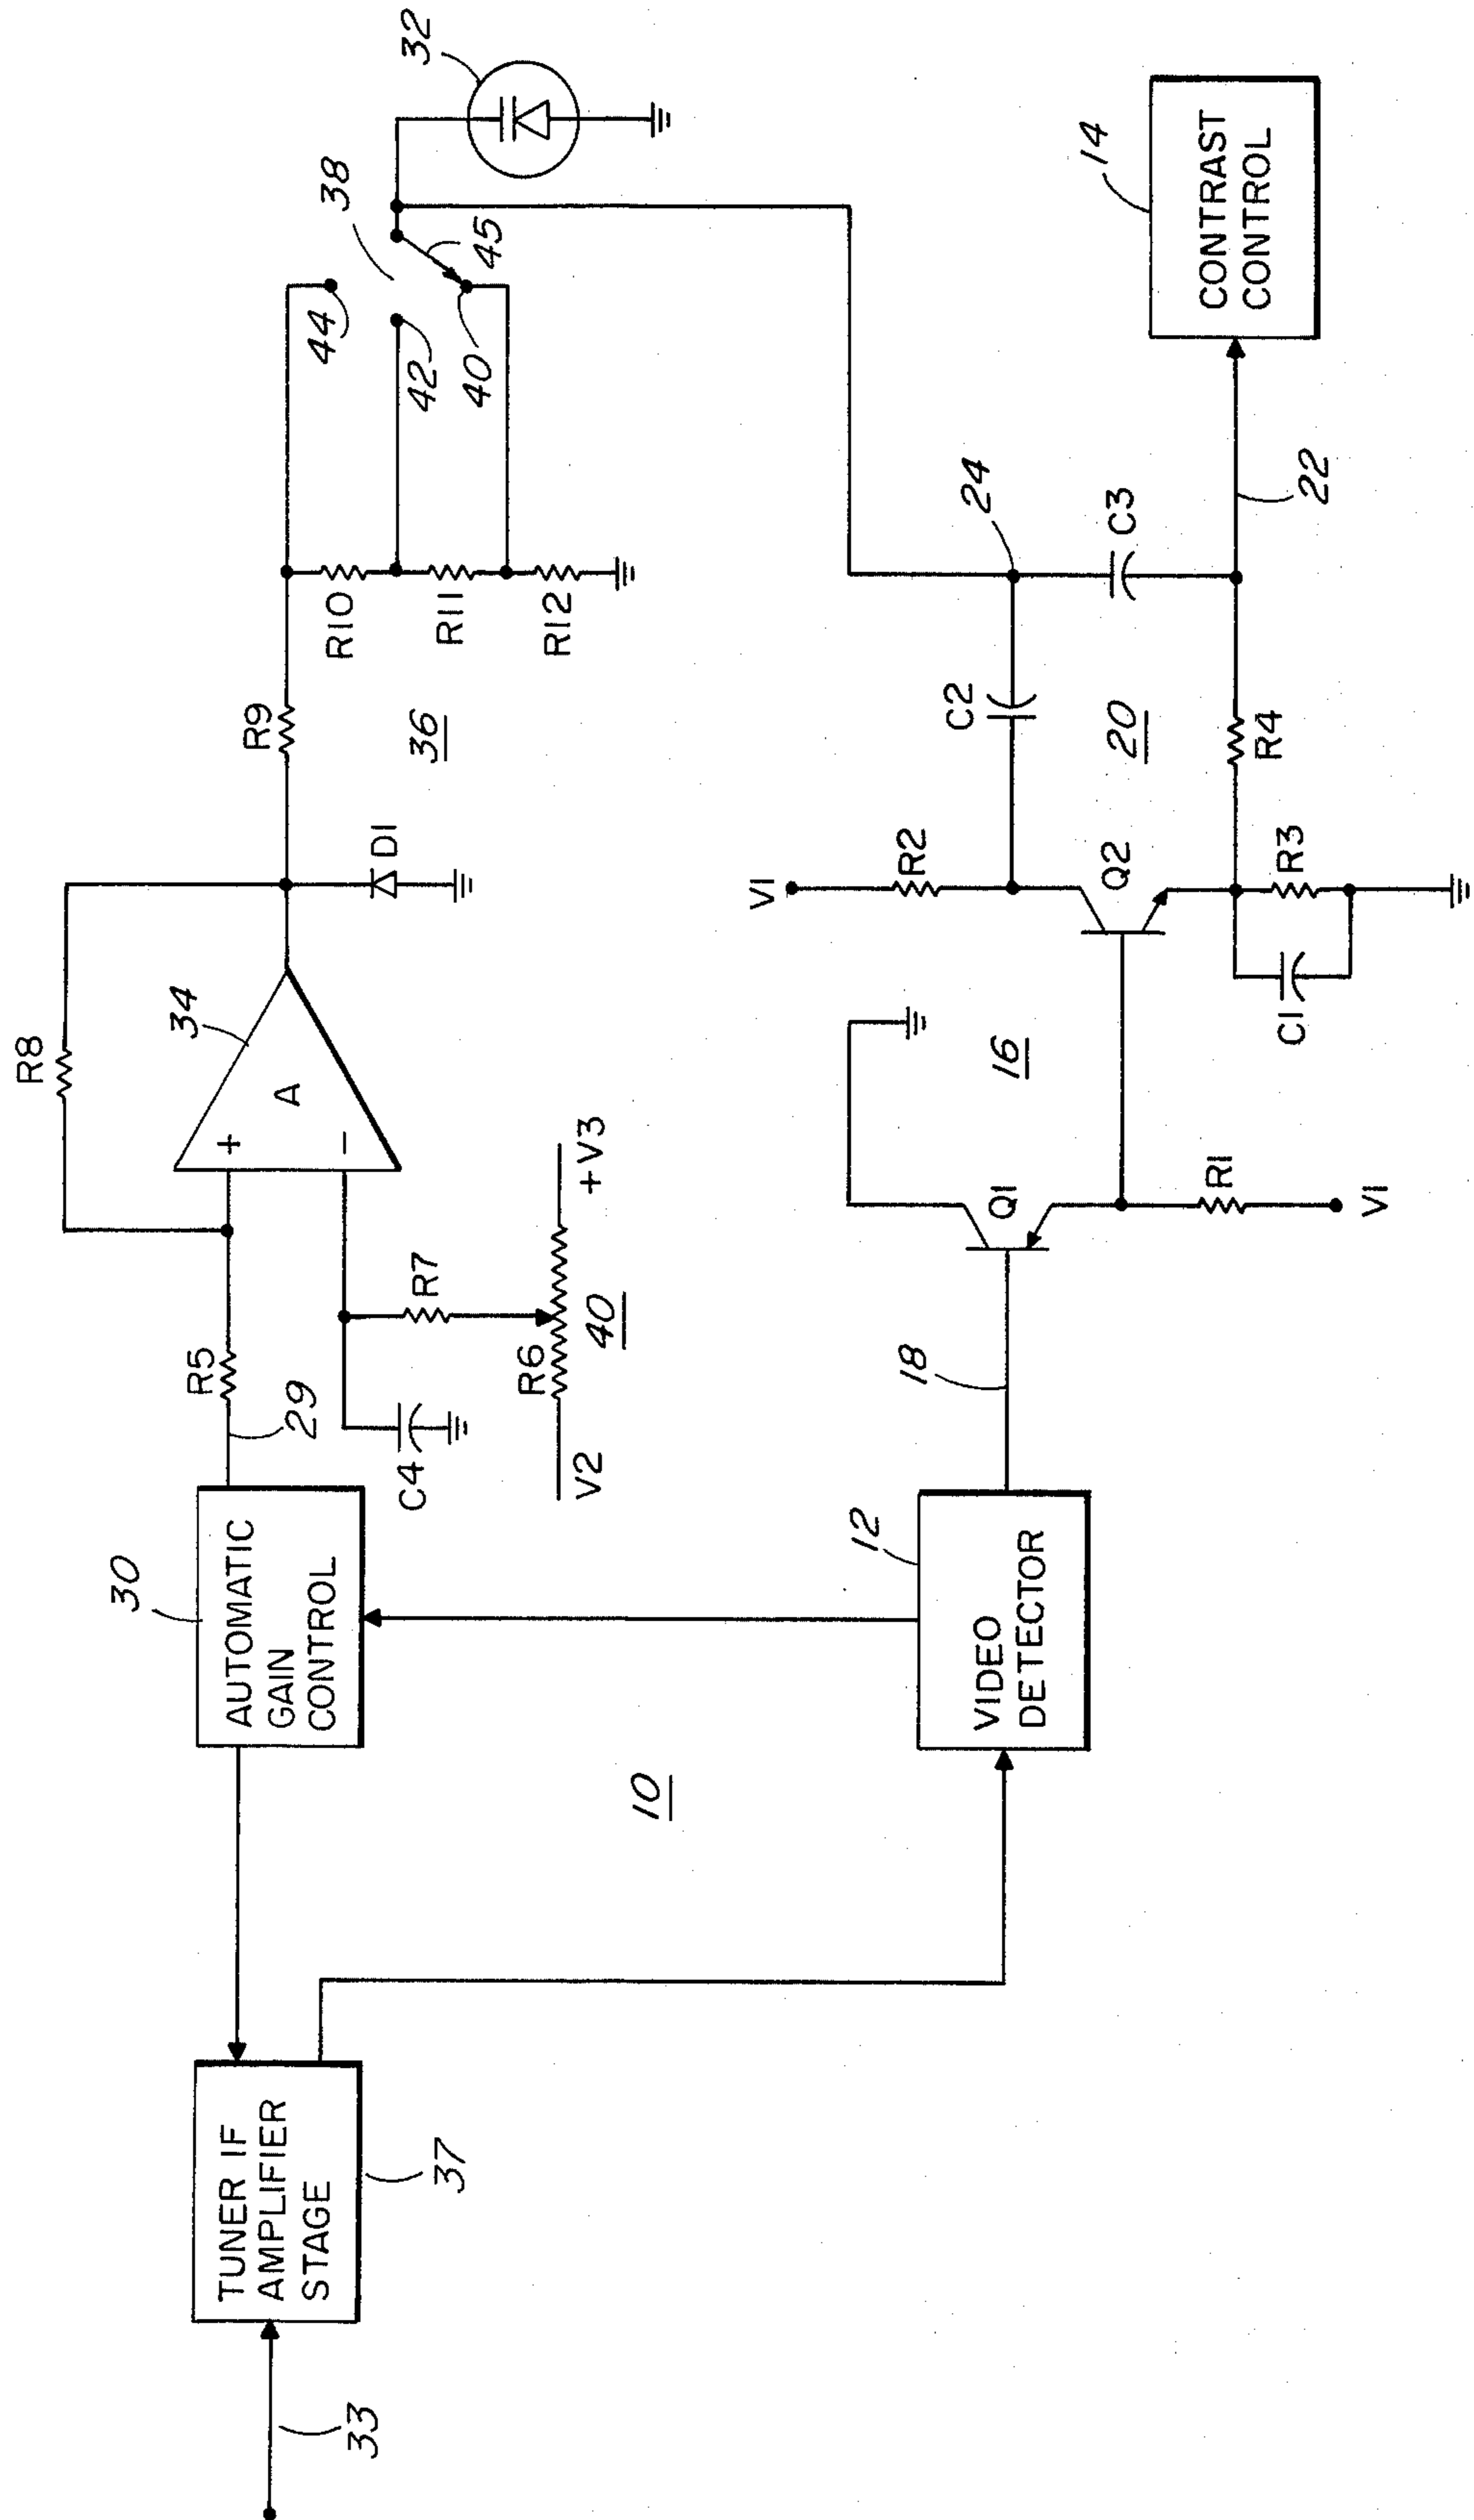 33
TUNER IF
AMPLIFIER
STAGE
37
30
AUTOMATIC
GAIN
CONTROL
29
R5
R8
34
+
A
−
C4
R7
V2
R6
+V3
40
D1
R9
36
R10
R11
R12
44
42
40
38
45
32
10
12
VIDEO
DETECTOR
18
Q1
R1
V1
16
V1
R2
Q2
C1
R3
C2
20
R4
24
C3
22
14
CONTRAST
CONTROL